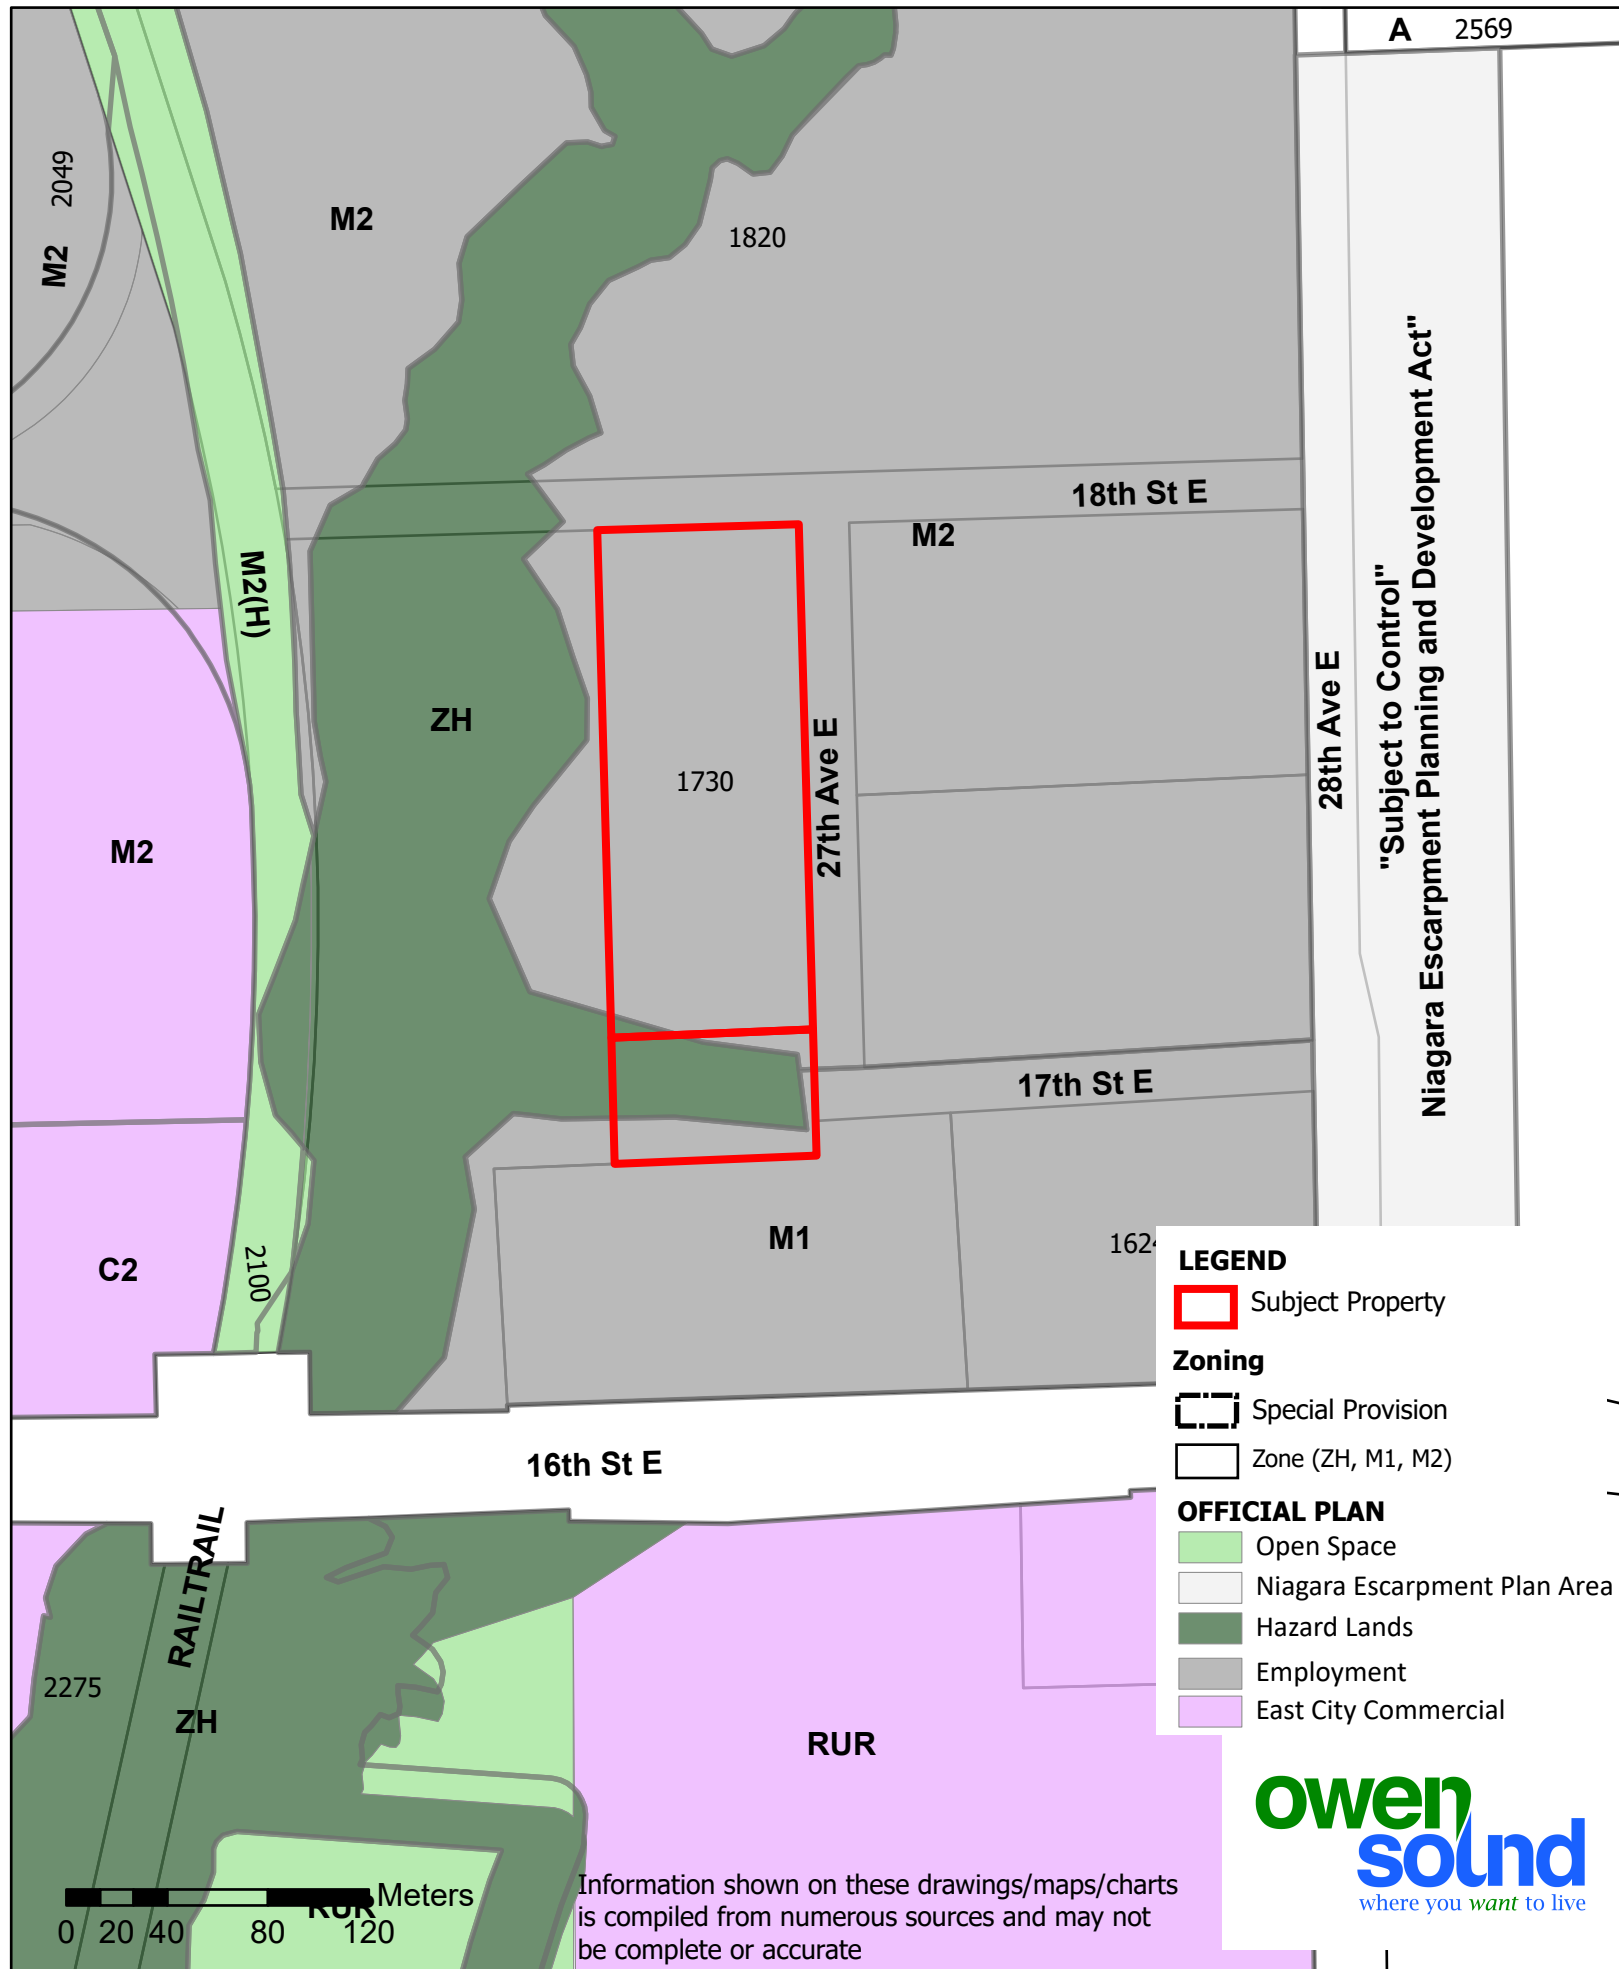 A 2569
M2 2049
M2
1820
18th St E
M2
M2(H)
ZH
1730
27th Ave E
28th Ave E
"Subject to Control"
Niagara Escarpment Planning and Development Act"
M2
17th St E
M1
C2
2100
16th St E
RAILTRAIL
2275
ZH
RUR
RUR
LEGEND
Subject Property
Zoning
Special Provision
Zone (ZH, M1, M2)
OFFICIAL PLAN
Open Space
Niagara Escarpment Plan Area
Hazard Lands
Employment
East City Commercial
owen
sound
where you want to live
Meters
0 20 40 80 120
Information shown on these drawings/maps/charts
is compiled from numerous sources and may not
be complete or accurate